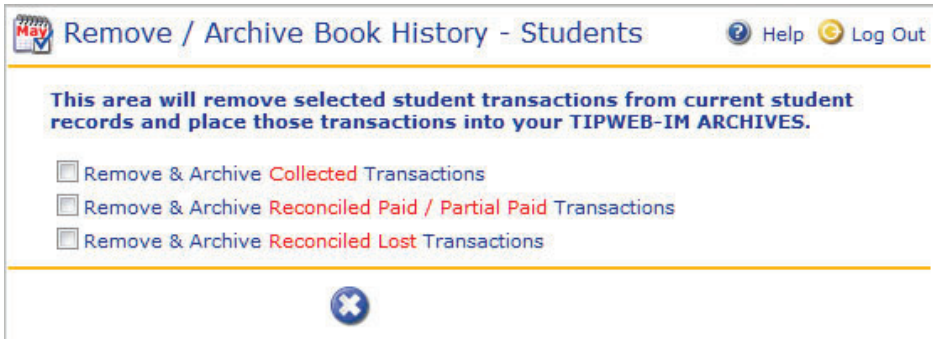 May
Remove / Archive Book History - Students
Help
Log Out
This area will remove selected student transactions from current student
records and place those transactions into your TIPWEB-IM ARCHIVES.
Remove & Archive Collected Transactions
Remove & Archive Reconciled Paid / Partial Paid Transactions
Remove & Archive Reconciled Lost Transactions